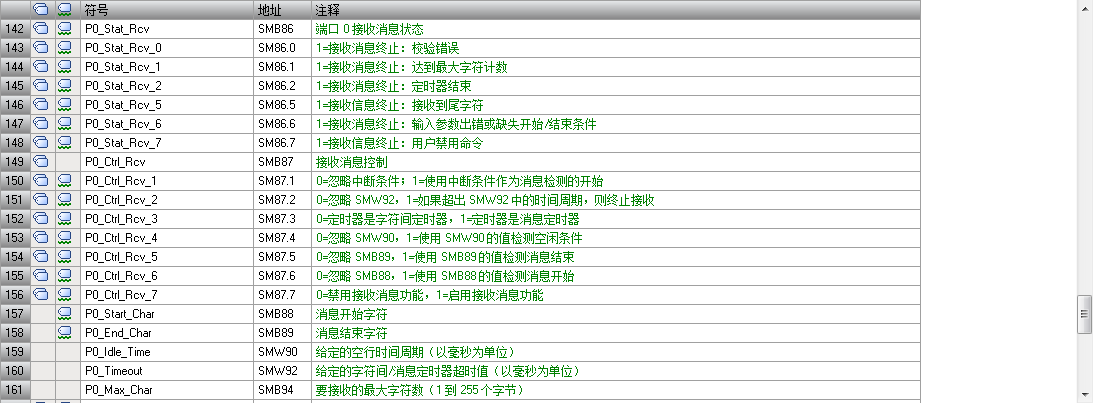 符号 地址 注释
142 P0_Stat_Rcv SMB86 端口 0 接收消息状态
143 P0_Stat_Rcv_0 SM86.0 1=接收消息终止：校验错误
144 P0_Stat_Rcv_1 SM86.1 1=接收消息终止：达到最大字符计数
145 P0_Stat_Rcv_2 SM86.2 1=接收消息终止：定时器结束
146 P0_Stat_Rcv_5 SM86.5 1=接收信息终止：接收到尾字符
147 P0_Stat_Rcv_6 SM86.6 1=接收消息终止：输入参数出错或缺失开始/结束条件
148 P0_Stat_Rcv_7 SM86.7 1=接收信息终止：用户禁用命令
149 P0_Ctrl_Rcv SMB87 接收消息控制
150 P0_Ctrl_Rcv_1 SM87.1 0=忽略中断条件；1=使用中断条件作为消息检测的开始
151 P0_Ctrl_Rcv_2 SM87.2 0=忽略 SMW92，1=如果超出 SMW92 中的时间周期，则终止接收
152 P0_Ctrl_Rcv_3 SM87.3 0=定时器是字符间定时器，1=定时器是消息定时器
153 P0_Ctrl_Rcv_4 SM87.4 0=忽略 SMW90，1=使用 SMW90 的值检测空闲条件
154 P0_Ctrl_Rcv_5 SM87.5 0=忽略 SMB89，1=使用 SMB89 的值检测消息结束
155 P0_Ctrl_Rcv_6 SM87.6 0=忽略 SMB88，1=使用 SMB88 的值检测消息开始
156 P0_Ctrl_Rcv_7 SM87.7 0=禁用接收消息功能，1=启用接收消息功能
157 P0_Start_Char SMB88 消息开始字符
158 P0_End_Char SMB89 消息结束字符
159 P0_Idle_Time SMW90 给定的空行时间周期（以毫秒为单位）
160 P0_Timeout SMW92 给定的字符间/消息定时器超时值（以毫秒为单位）
161 P0_Max_Char SMB94 要接收的最大字符数（1 到 255 个字节）